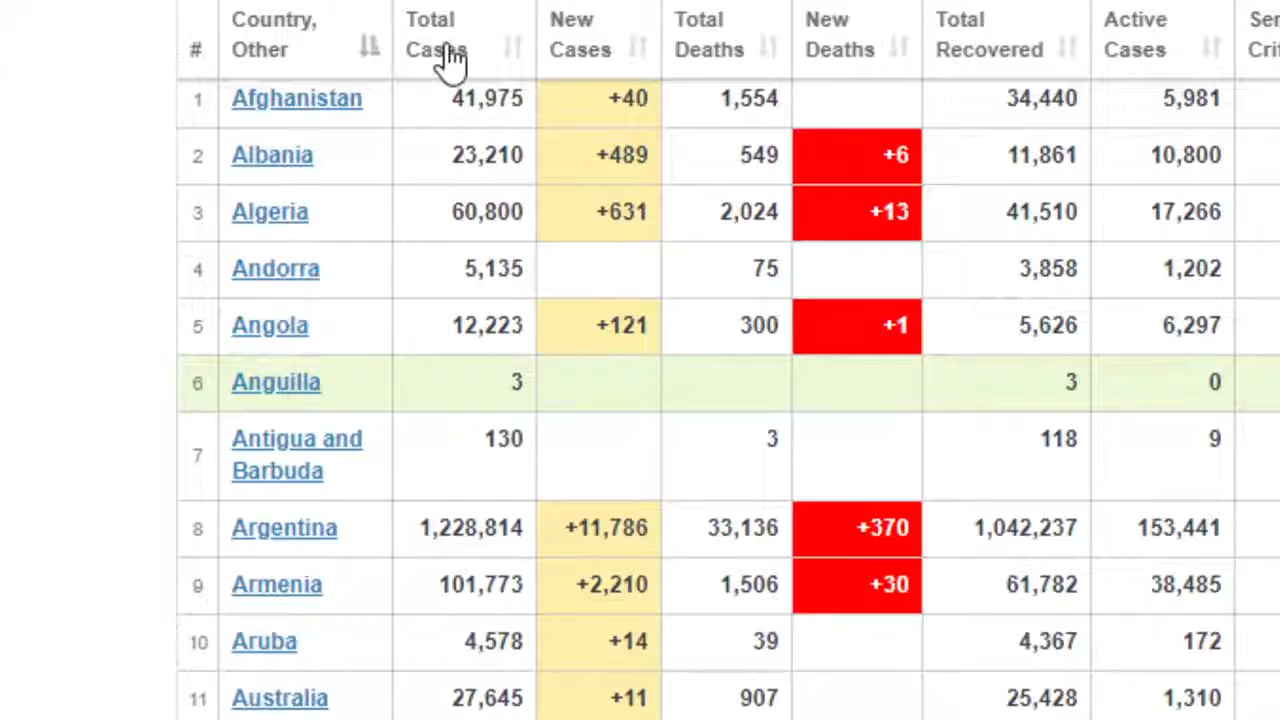 # Country, Other Total Cases New Cases Total Deaths New Deaths Total Recovered Active Cases
1 Afghanistan 41,975 +40 1,554 34,440 5,981
2 Albania 23,210 +489 549 +6 11,861 10,800
3 Algeria 60,800 +631 2,024 +13 41,510 17,266
4 Andorra 5,135 75 3,858 1,202
5 Angola 12,223 +121 300 +1 5,626 6,297
6 Anguilla 3 3 0
7 Antigua and Barbuda 130 3 118 9
8 Argentina 1,228,814 +11,786 33,136 +370 1,042,237 153,441
9 Armenia 101,773 +2,210 1,506 +30 61,782 38,485
10 Aruba 4,578 +14 39 4,367 172
11 Australia 27,645 +11 907 25,428 1,310